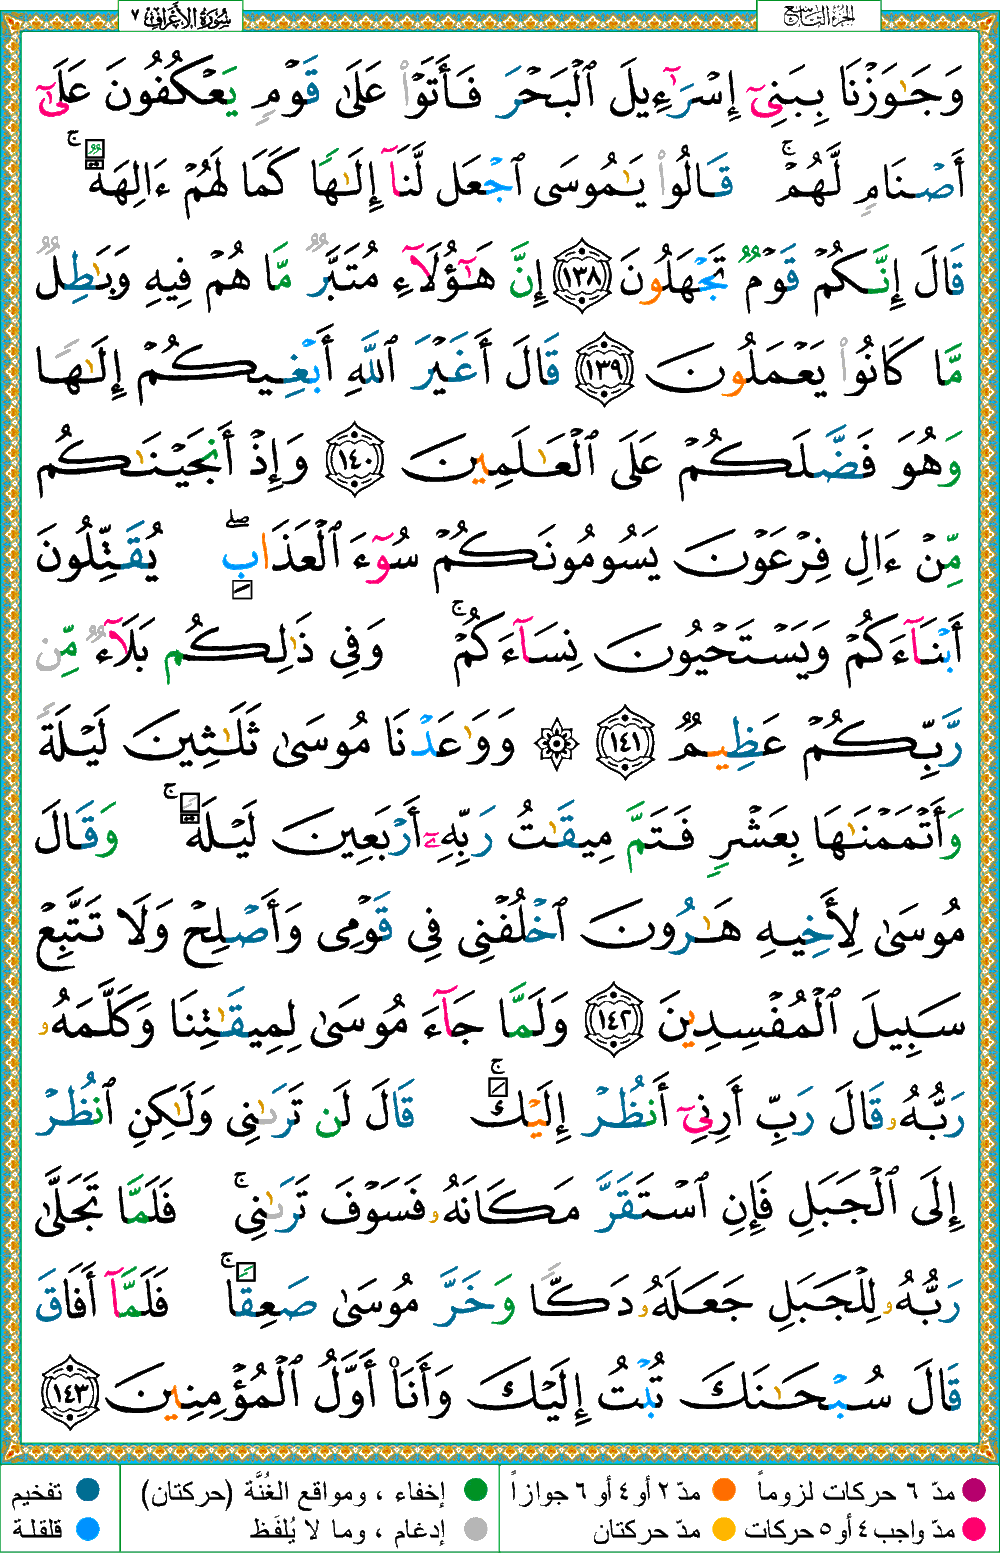 الجزء التاسع
سُورَةُ الْأَعْرَافِ ٧
وَجَٰوَزْنَا بِبَنِىٓ إِسْرَٰٓءِيلَ ٱلْبَحْرَ فَأَتَوْا۟ عَلَىٰ قَوْمٍۢ يَعْكُفُونَ عَلَىٰٓ
أَصْنَامٍۢ لَّهُمْ ۚ قَالُوا۟ يَٰمُوسَى ٱجْعَل لَّنَآ إِلَٰهًۭا كَمَا لَهُمْ ءَالِهَةٌۭ ۚ
قَالَ إِنَّكُمْ قَوْمٌۭ تَجْهَلُونَ ١٣٨ إِنَّ هَٰٓؤُلَآءِ مُتَبَّرٌۭ مَّا هُمْ فِيهِ وَبَٰطِلٌۭ
مَّا كَانُوا۟ يَعْمَلُونَ ١٣٩ قَالَ أَغَيْرَ ٱللَّهِ أَبْغِيكُمْ إِلَٰهًۭا
وَهُوَ فَضَّلَكُمْ عَلَى ٱلْعَٰلَمِينَ ١٤٠ وَإِذْ أَنجَيْنَٰكُم
مِّنْ ءَالِ فِرْعَوْنَ يَسُومُونَكُمْ سُوٓءَ ٱلْعَذَابِ ۖ يُقَتِّلُونَ
أَبْنَآءَكُمْ وَيَسْتَحْيُونَ نِسَآءَكُمْ ۚ وَفِى ذَٰلِكُم بَلَآءٌۭ مِّن
رَّبِّكُمْ عَظِيمٌۭ ١٤١ ۞ وَوَٰعَدْنَا مُوسَىٰ ثَلَٰثِينَ لَيْلَةًۭ
وَأَتْمَمْنَٰهَا بِعَشْرٍۢ فَتَمَّ مِيقَٰتُ رَبِّهِۦٓ أَرْبَعِينَ لَيْلَةًۭ ۚ وَقَالَ
مُوسَىٰ لِأَخِيهِ هَٰرُونَ ٱخْلُفْنِى فِى قَوْمِى وَأَصْلِحْ وَلَا تَتَّبِعْ
سَبِيلَ ٱلْمُفْسِدِينَ ١٤٢ وَلَمَّا جَآءَ مُوسَىٰ لِمِيقَٰتِنَا وَكَلَّمَهُۥ
رَبُّهُۥ قَالَ رَبِّ أَرِنِىٓ أَنظُرْ إِلَيْكَ ۚ قَالَ لَن تَرَىٰنِى وَلَٰكِنِ ٱنظُرْ
إِلَى ٱلْجَبَلِ فَإِنِ ٱسْتَقَرَّ مَكَانَهُۥ فَسَوْفَ تَرَىٰنِى ۚ فَلَمَّا تَجَلَّىٰ
رَبُّهُۥ لِلْجَبَلِ جَعَلَهُۥ دَكًّۭا وَخَرَّ مُوسَىٰ صَعِقًۭا ۚ فَلَمَّآ أَفَاقَ
قَالَ سُبْحَٰنَكَ تُبْتُ إِلَيْكَ وَأَنَا۠ أَوَّلُ ٱلْمُؤْمِنِينَ ١٤٣
مدّ ٦ حركات لزوماً
مدّ ٢ أو ٤ أو ٦ جوازاً
إخفاء ، ومواقع الغُنَّة (حركتان)
تفخيم
مدّ واجب ٤ أو ٥ حركات
مدّ حركتان
إدغام ، وما لا يُلفَظ
قلقلة